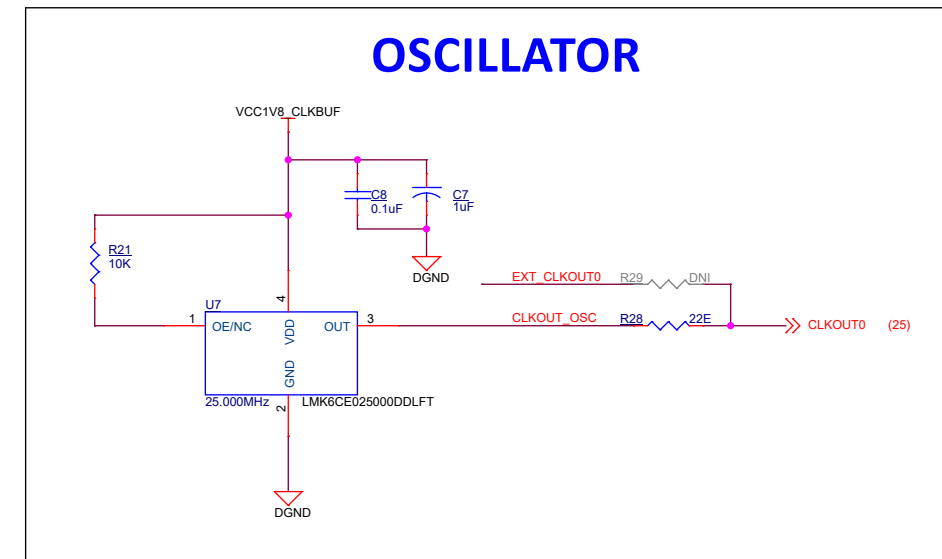 OSCILLATOR
VCC1V8_CLKBUF
C8
0.1uF
C7
1uF
R21
10K
DGND
EXT_CLKOUT0
R29
DNI
U7
4
1
OE/NC
VDD
OUT
3
CLKOUT_OSC
R28
22E
CLKOUT0
(25)
GND
25.000MHz
2
LMK6CE025000DDLFT
DGND